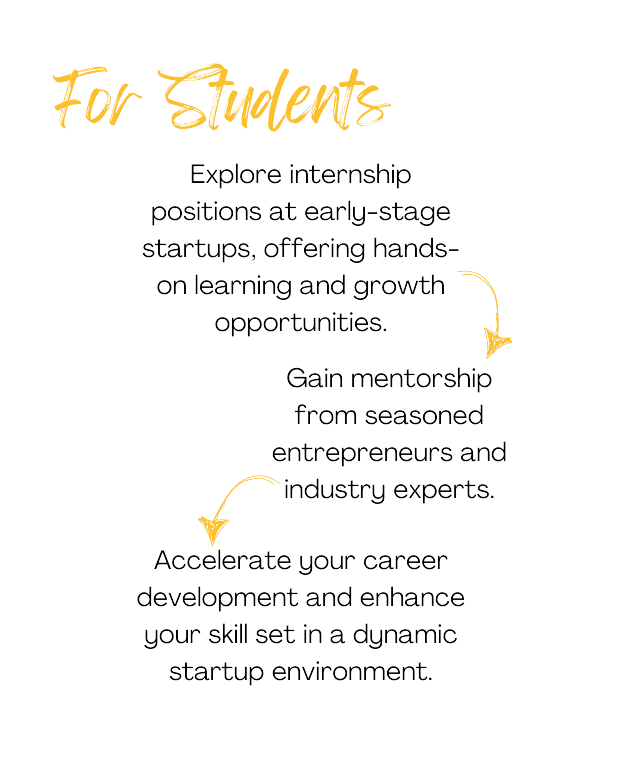 For Students
Explore internship
positions at early-stage
startups, offering hands-
on learning and growth
opportunities.
Gain mentorship
from seasoned
entrepreneurs and
industry experts.
Accelerate your career
development and enhance
your skill set in a dynamic
startup environment.